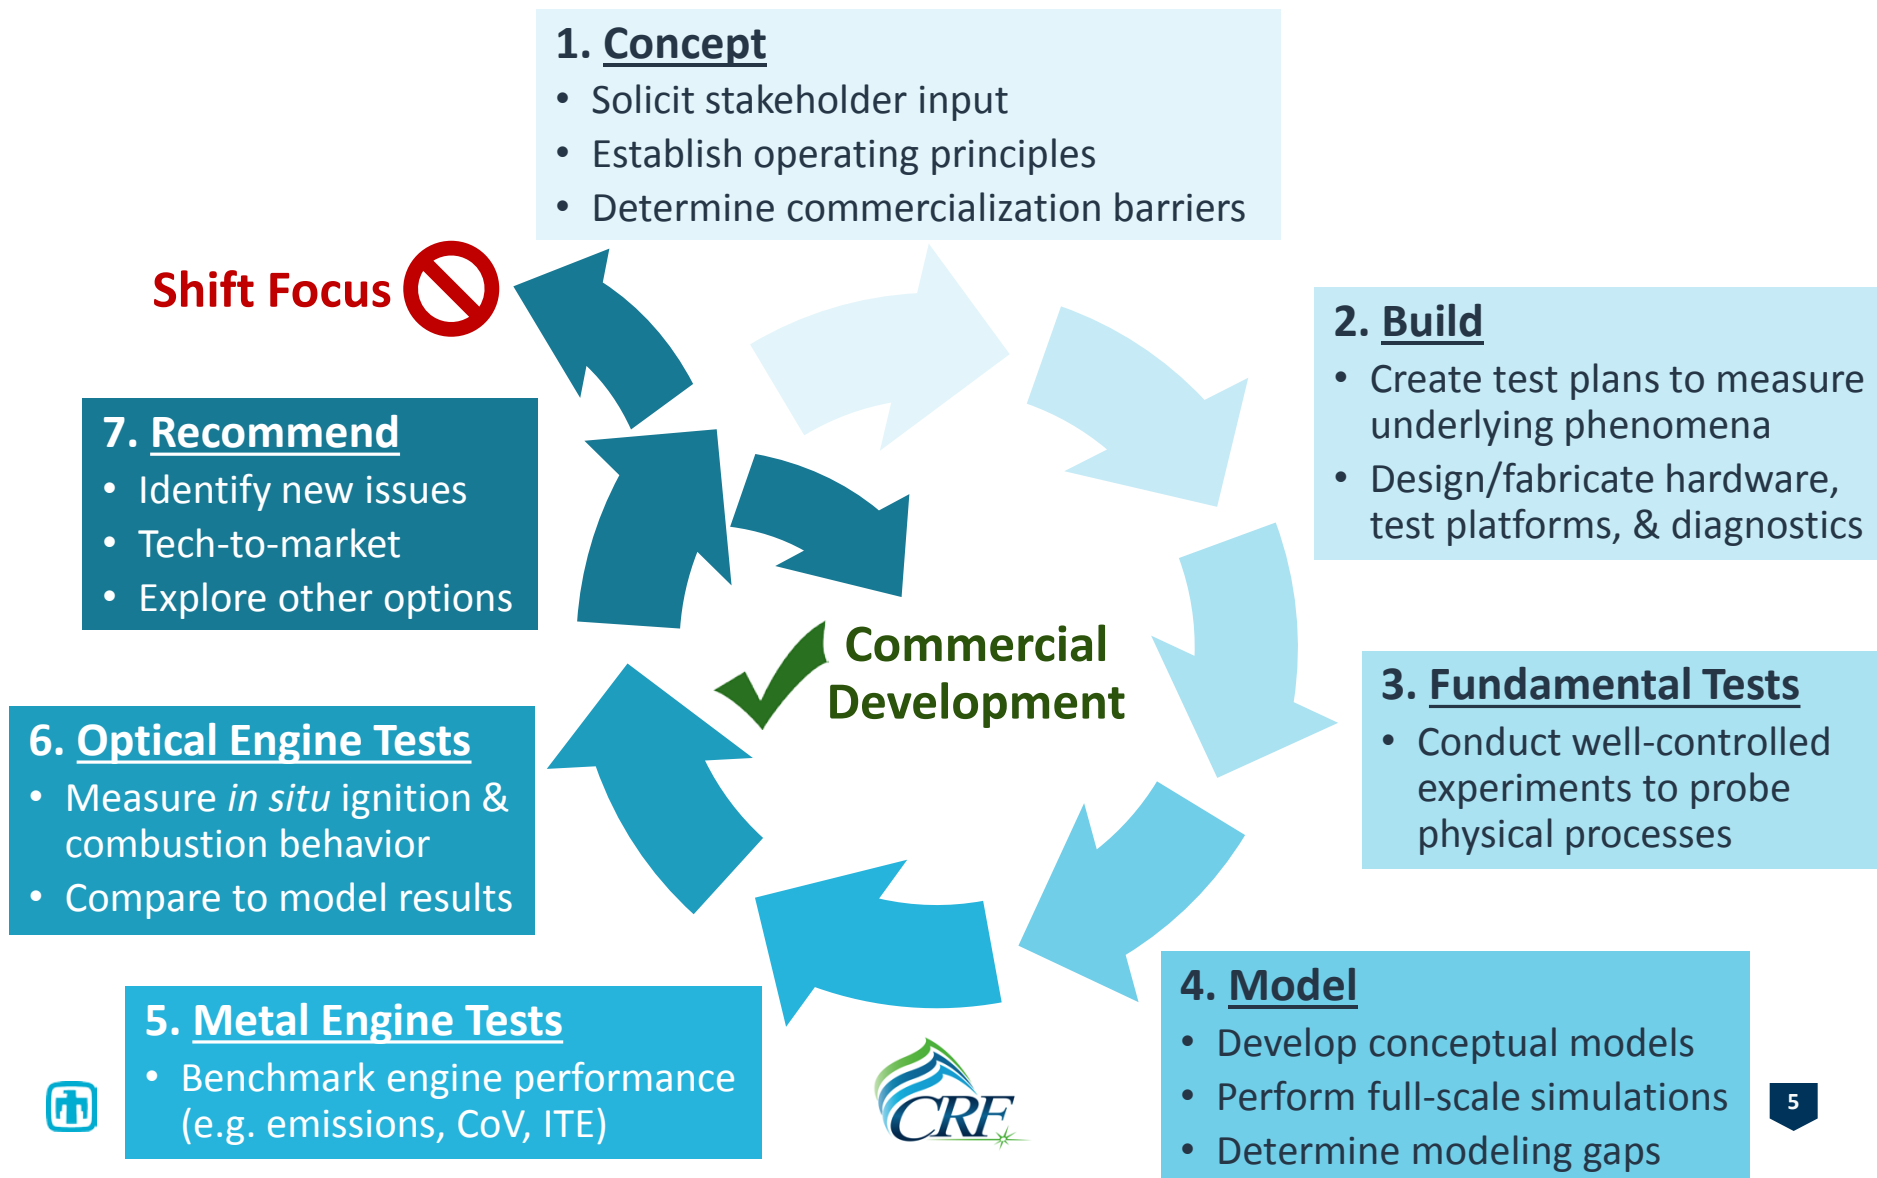 1. Concept
• Solicit stakeholder input
• Establish operating principles
• Determine commercialization barriers
Shift Focus
2. Build
• Create test plans to measure
underlying phenomena
• Design/fabricate hardware,
test platforms, & diagnostics
7. Recommend
• Identify new issues
• Tech-to-market
• Explore other options
Commercial
Development
3. Fundamental Tests
• Conduct well-controlled
experiments to probe
physical processes
6. Optical Engine Tests
• Measure in situ ignition &
combustion behavior
• Compare to model results
4. Model
• Develop conceptual models
• Perform full-scale simulations
• Determine modeling gaps
5. Metal Engine Tests
• Benchmark engine performance
(e.g. emissions, CoV, ITE)
CRF
5